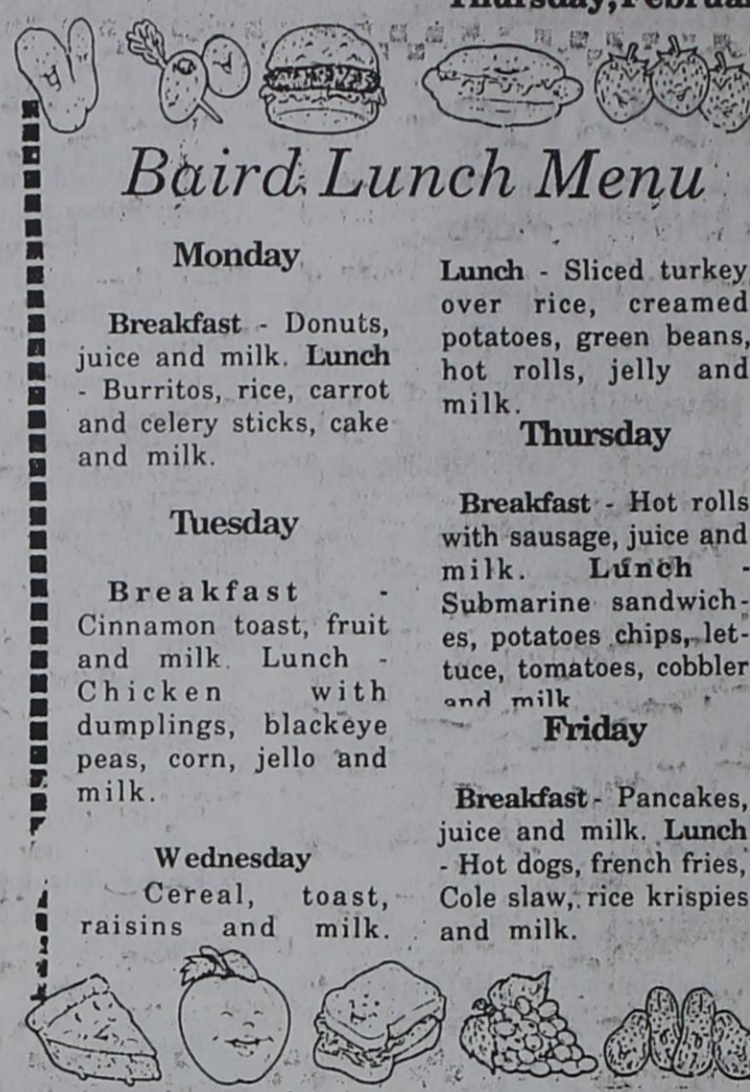 Baird Lunch Menu
Monday
Breakfast - Donuts,
juice and milk. Lunch
- Burritos, rice, carrot
and celery sticks, cake
and milk.
Tuesday
Breakfast -
Cinnamon toast, fruit
and milk. Lunch -
Chicken with
dumplings, blackeye
peas, corn, jello and
milk.
Wednesday
Cereal, toast,
raisins and milk.
Lunch - Sliced turkey
over rice, creamed
potatoes, green beans,
hot rolls, jelly and
milk.
Thursday
Breakfast - Hot rolls
with sausage, juice and
milk. Lunch -
Submarine sandwich-
es, potatoes chips, let-
tuce, tomatoes, cobbler
and milk
Friday
Breakfast - Pancakes,
juice and milk. Lunch
- Hot dogs, french fries,
Cole slaw, rice krispies
and milk.